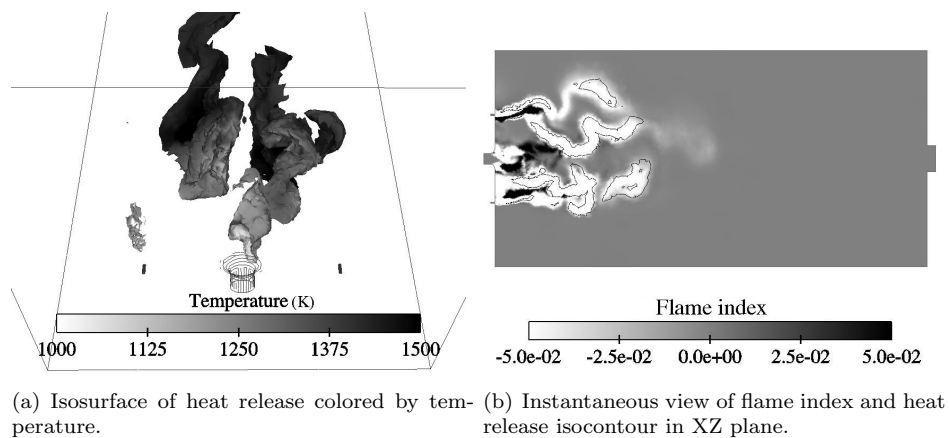 Temperature (K)
1000 1125 1250 1375 1500
Flame index
-5.0e-02 -2.5e-02 0.0e+00 2.5e-02 5.0e-02
(a) Isosurface of heat release colored by tem-
perature.
(b) Instantaneous view of flame index and heat
release isocontour in XZ plane.